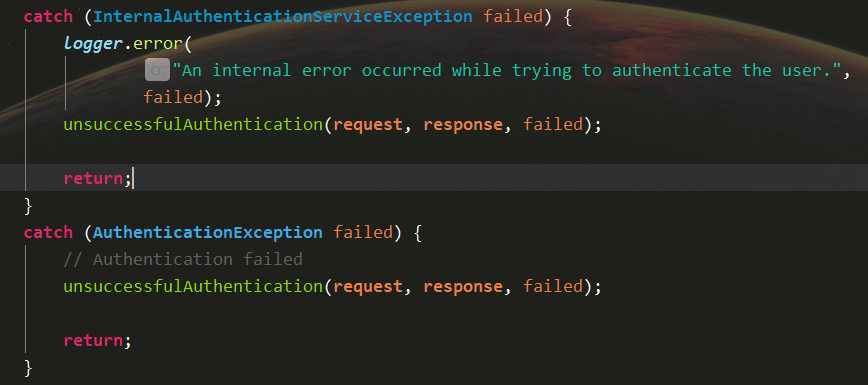 catch (InternalAuthenticationServiceException failed) {
logger.error(
o: "An internal error occurred while trying to authenticate the user.",
failed);
unsuccessfulAuthentication(request, response, failed);
return;
}
catch (AuthenticationException failed) {
// Authentication failed
unsuccessfulAuthentication(request, response, failed);
return;
}